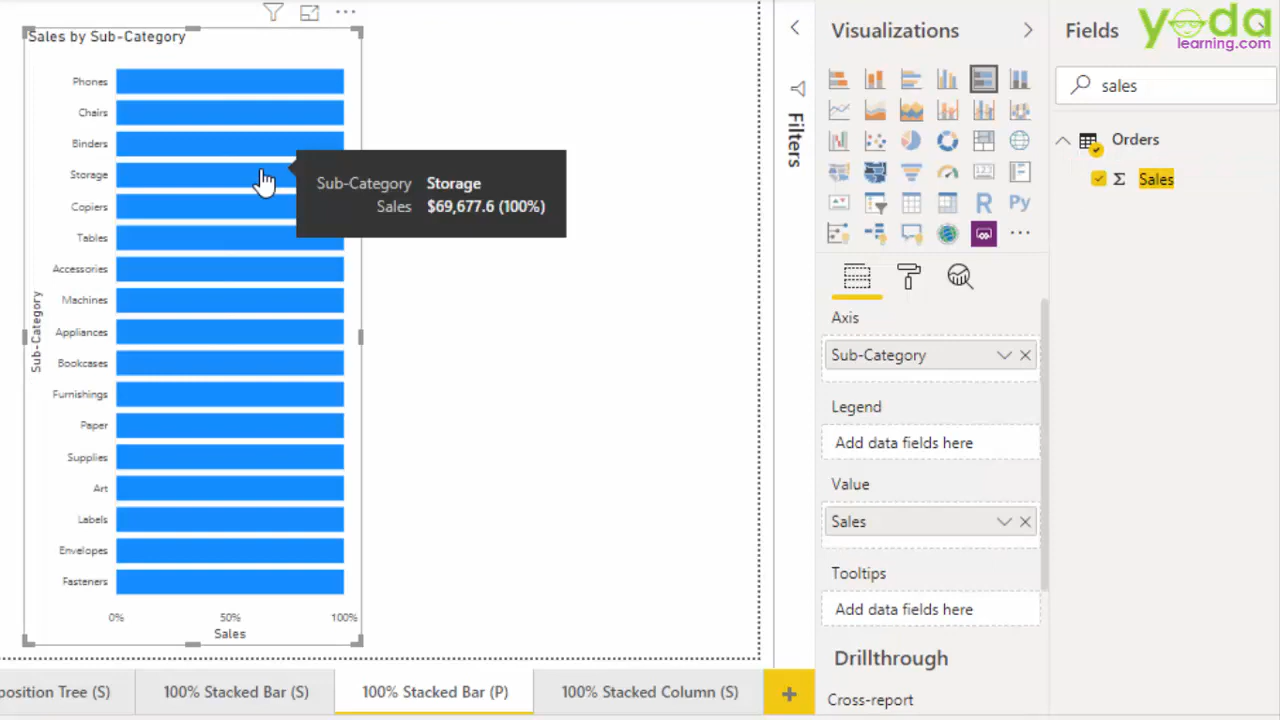 Sales by Sub-Category
Phones
Chairs
Binders
Storage
Copiers
Tables
Accessories
Machines
Appliances
Bookcases
Furnishings
Paper
Supplies
Art
Labels
Envelopes
Fasteners
Sub-Category
0% 50% 100%
Sales
Sub-Category Storage
Sales $69,677.6 (100%)
Filters
Visualizations
R Py
Axis
Sub-Category
Legend
Add data fields here
Value
Sales
Tooltips
Add data fields here
Drillthrough
Cross-report
Fields
yoda
learning.com
sales
Orders
Σ Sales
position Tree (S)
100% Stacked Bar (S)
100% Stacked Bar (P)
100% Stacked Column (S)
+